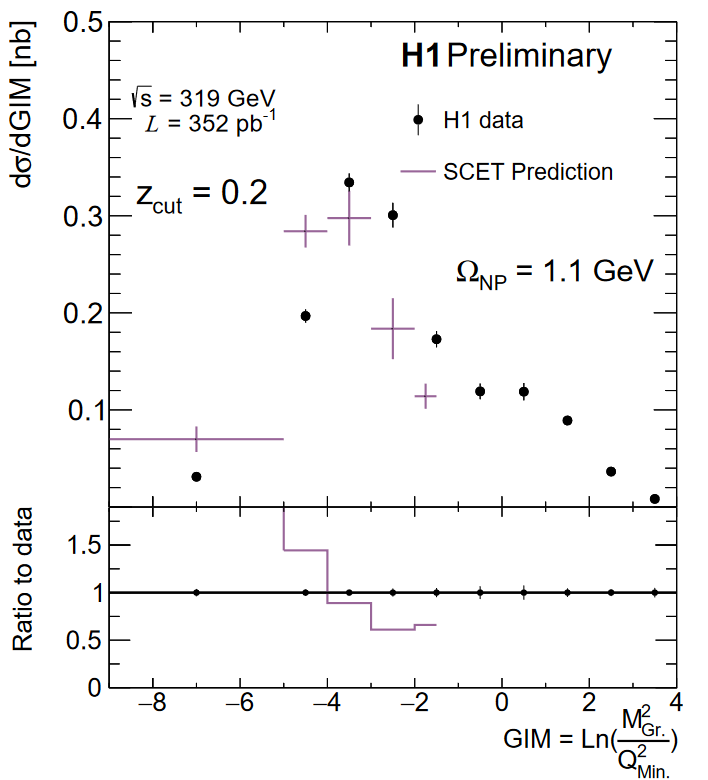 dσ/dGIM [nb]
0.5
0.4
0.3
0.2
0.1
H1 Preliminary
√s = 319 GeV
L = 352 pb⁻¹
z_cut = 0.2
H1 data
SCET Prediction
Ω_NP = 1.1 GeV
Ratio to data
1.5
1
0.5
0
−8 −6 −4 −2 0 2 4
GIM = Ln(M²_Gr. / Q²_Min.)